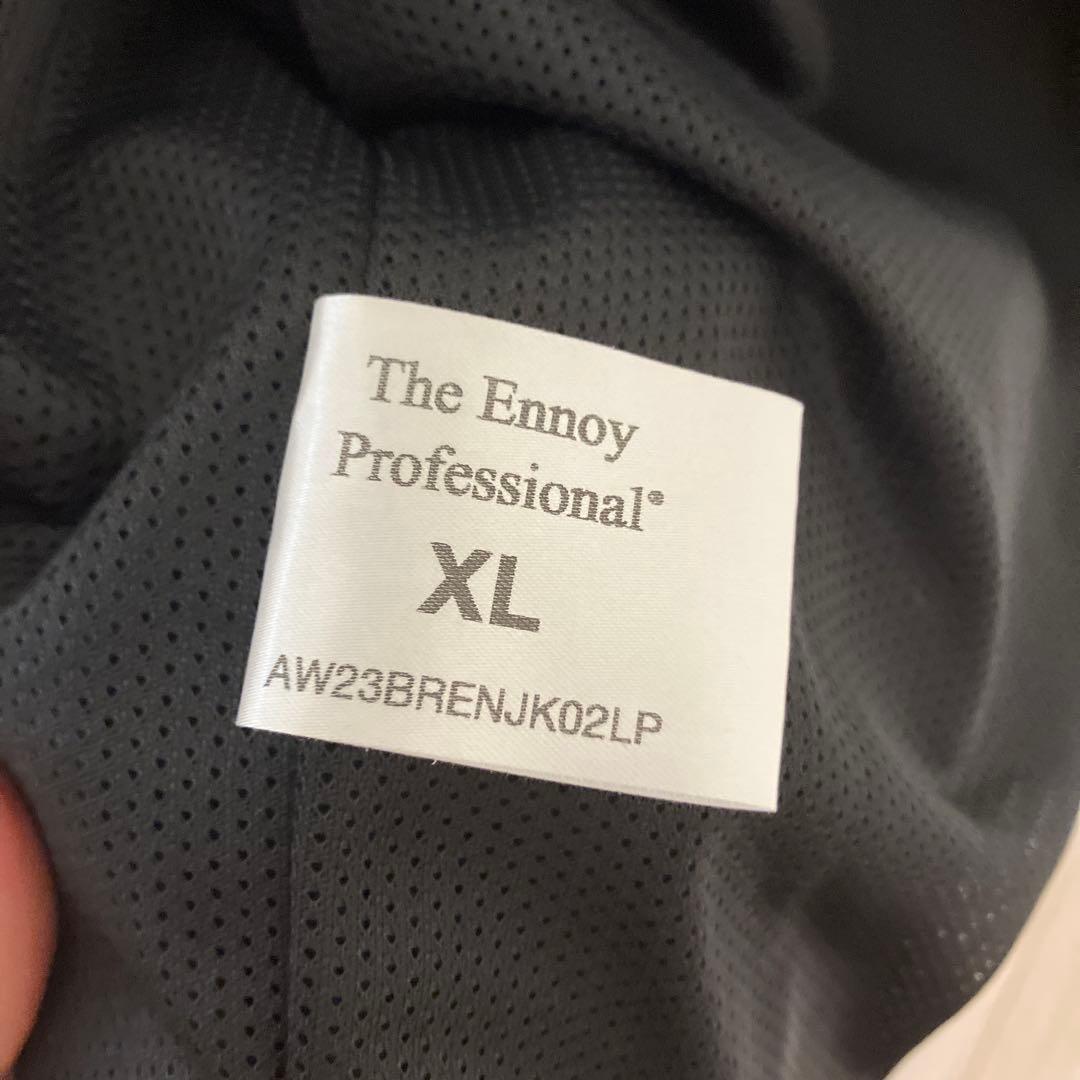 The Ennoy
Professional®
XL
AW23BRENJK02LP